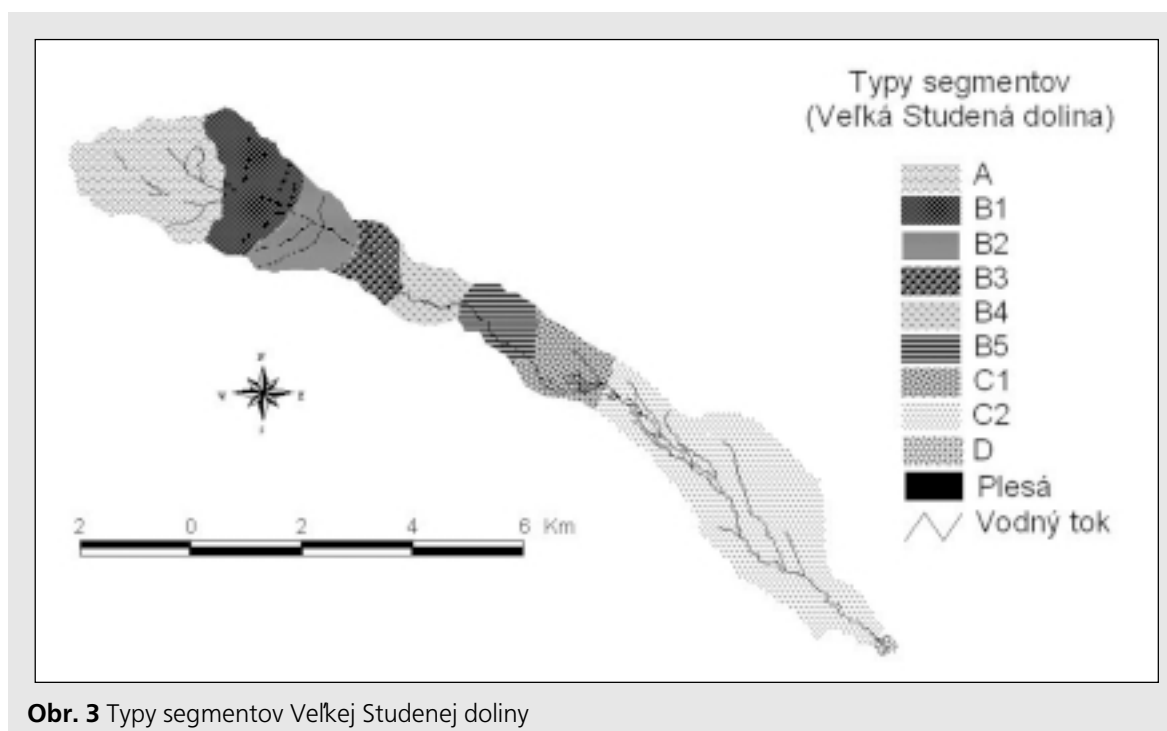 Typy segmentov
(Veľká Studená dolina)
A
B1
B2
B3
B4
B5
C1
C2
D
Plesá
Vodný tok
2 0 2 4 6 Km
Obr. 3 Typy segmentov Veľkej Studenej doliny